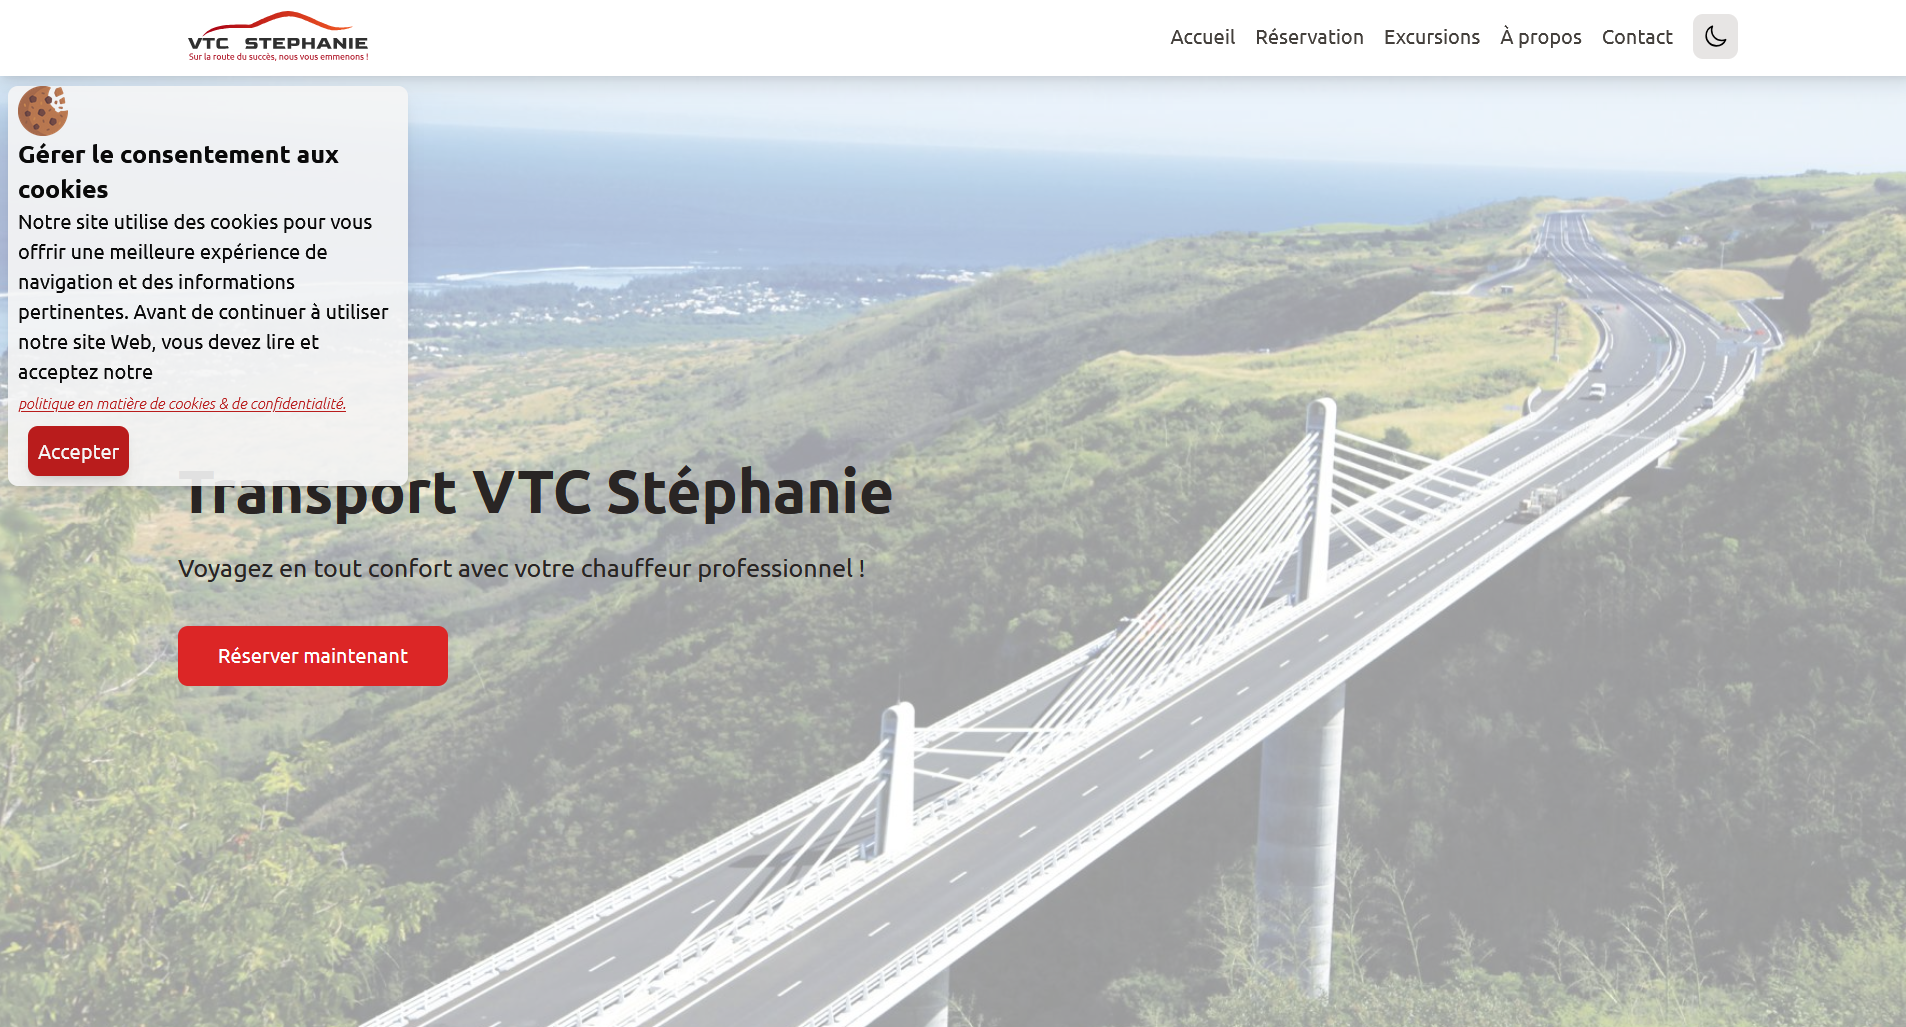 VTC STEPHANIE
Sur la route du succès, nous vous emmenons !
Accueil Réservation Excursions À propos Contact
Gérer le consentement aux
cookies
Notre site utilise des cookies pour vous
offrir une meilleure expérience de
navigation et des informations
pertinentes. Avant de continuer à utiliser
notre site Web, vous devez lire et
acceptez notre
politique en matière de cookies & de confidentialité.
Accepter
Transport VTC Stéphanie
Voyagez en tout confort avec votre chauffeur professionnel !
Réserver maintenant